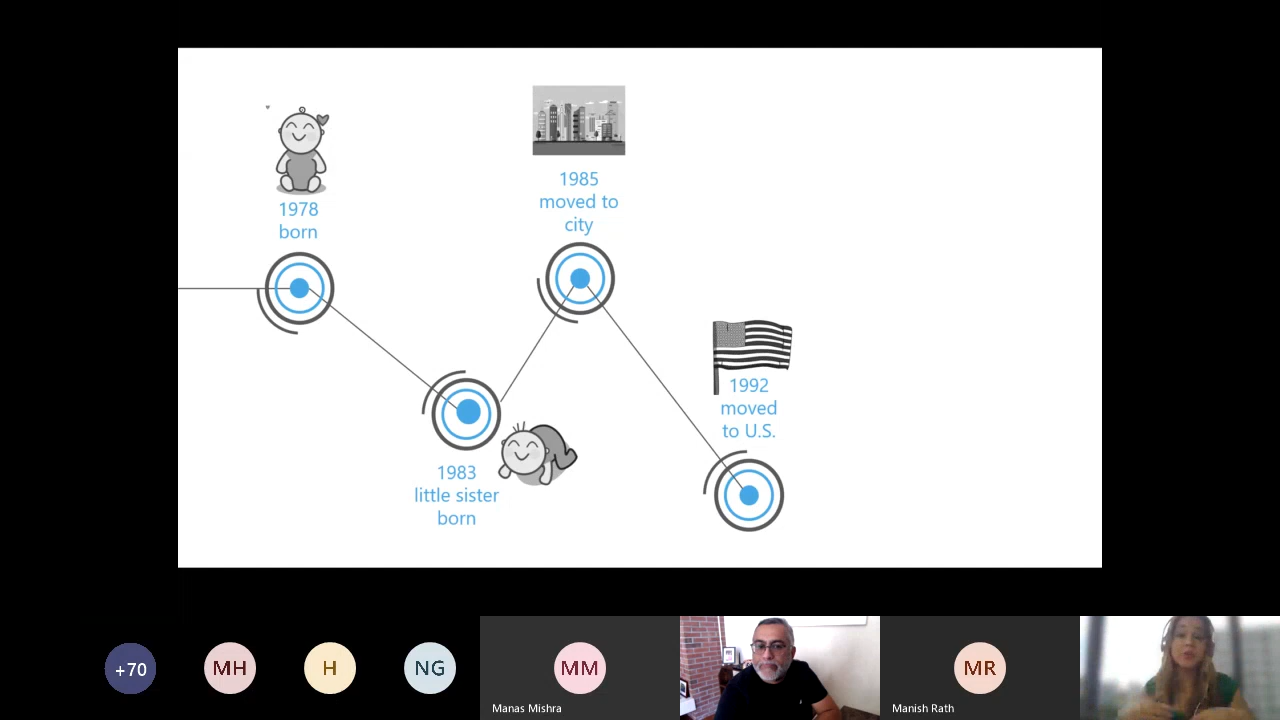 1978
born
1983
little sister
born
1985
moved to
city
1992
moved
to U.S.
+70
MH
H
NG
MM
Manas Mishra
MR
Manish Rath